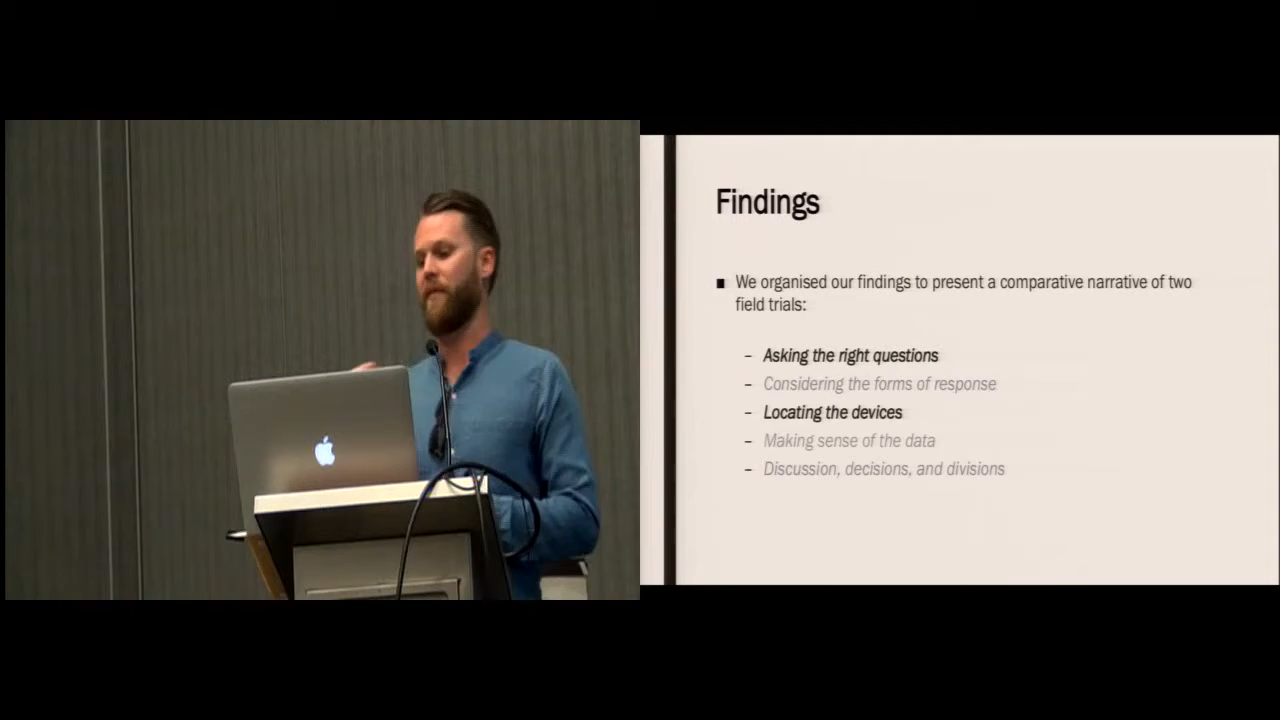 Findings
■ We organised our findings to present a comparative narrative of two
field trials:
– Asking the right questions
– Considering the forms of response
– Locating the devices
– Making sense of the data
– Discussion, decisions, and divisions